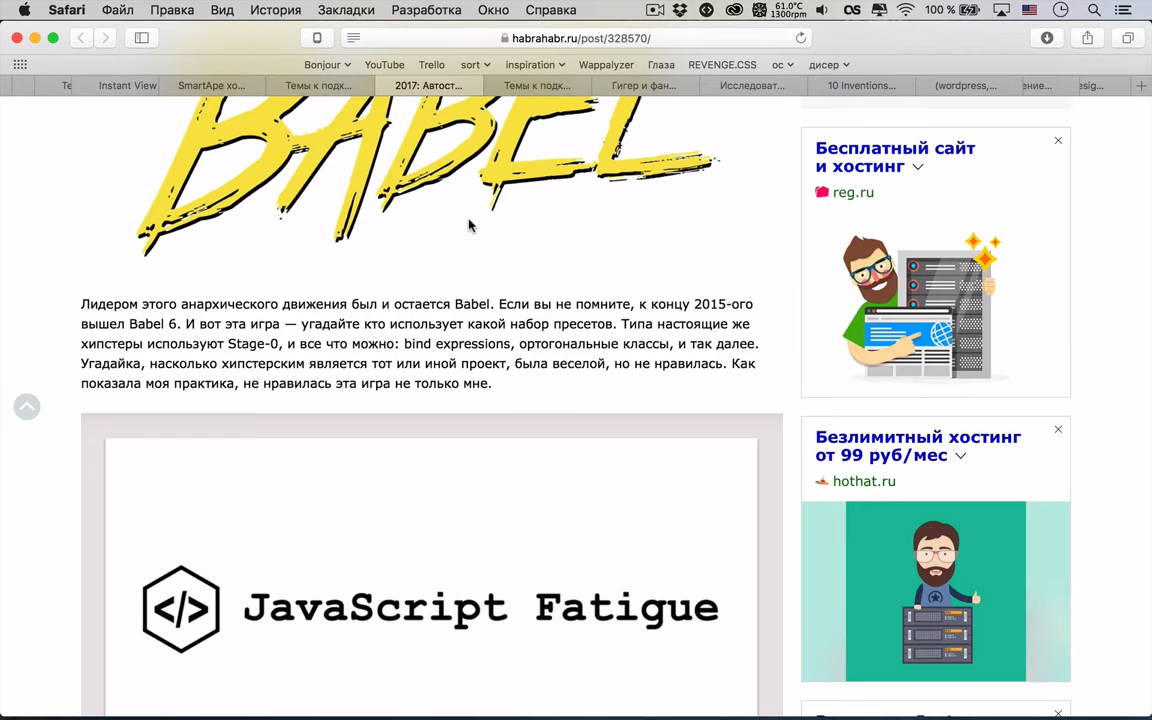 Safari Файл Правка Вид История Закладки Разработка Окно Справка 61.0°C 1300rpm 100 %
habrahabr.ru/post/328570/
Bonjour YouTube Trello sort inspiration Wappalyzer Глаза REVENGE.CSS ос дисер
Те Instant View SmartApe хо... Темы к подк... 2017: Автост... Темы к подк... Гигер и фан... Исследоват... 10 Inventions... (wordpress,... ение... esig...
BABEL
Лидером этого анархического движения был и остается Babel. Если вы не помните, к концу 2015-ого
вышел Babel 6. И вот эта игра — угадайте кто использует какой набор пресетов. Типа настоящие же
хипстеры используют Stage-0, и все что можно: bind expressions, ортогональные классы, и так далее.
Угадайка, насколько хипстерским является тот или иной проект, была веселой, но не нравилась. Как
показала моя практика, не нравилась эта игра не только мне.
</> JavaScript Fatigue
Бесплатный сайт
и хостинг
reg.ru
Безлимитный хостинг
от 99 руб/мес
hothat.ru